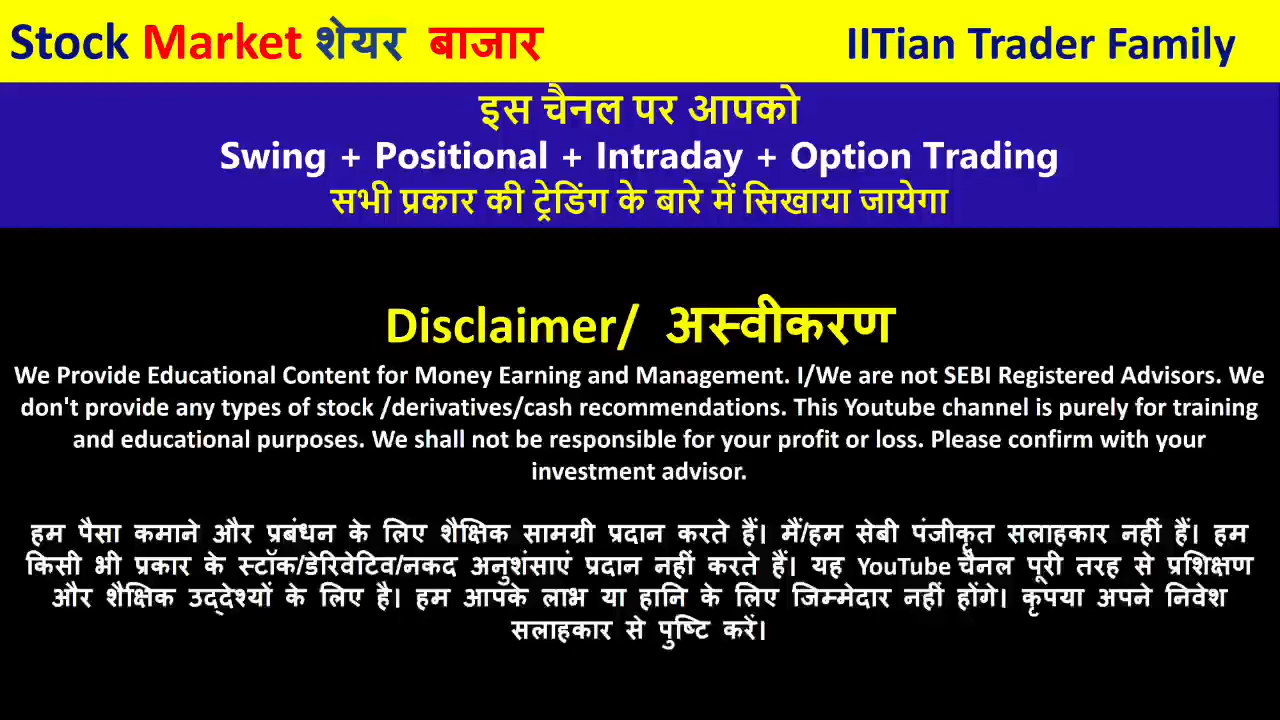 Stock Market शेयर बाजार
IITian Trader Family
इस चैनल पर आपको
Swing + Positional + Intraday + Option Trading
सभी प्रकार की ट्रेडिंग के बारे में सिखाया जायेगा
Disclaimer/ अस्वीकरण
We Provide Educational Content for Money Earning and Management. I/We are not SEBI Registered Advisors. We
don't provide any types of stock /derivatives/cash recommendations. This Youtube channel is purely for training
and educational purposes. We shall not be responsible for your profit or loss. Please confirm with your
investment advisor.
हम पैसा कमाने और प्रबंधन के लिए शैक्षिक सामग्री प्रदान करते हैं। मैं/हम सेबी पंजीकृत सलाहकार नहीं हैं। हम
किसी भी प्रकार के स्टॉक/डेरिवेटिव/नकद अनुशंसाएं प्रदान नहीं करते हैं। यह YouTube चैनल पूरी तरह से प्रशिक्षण
और शैक्षिक उद्देश्यों के लिए है। हम आपके लाभ या हानि के लिए जिम्मेदार नहीं होंगे। कृपया अपने निवेश
सलाहकार से पुष्टि करें।